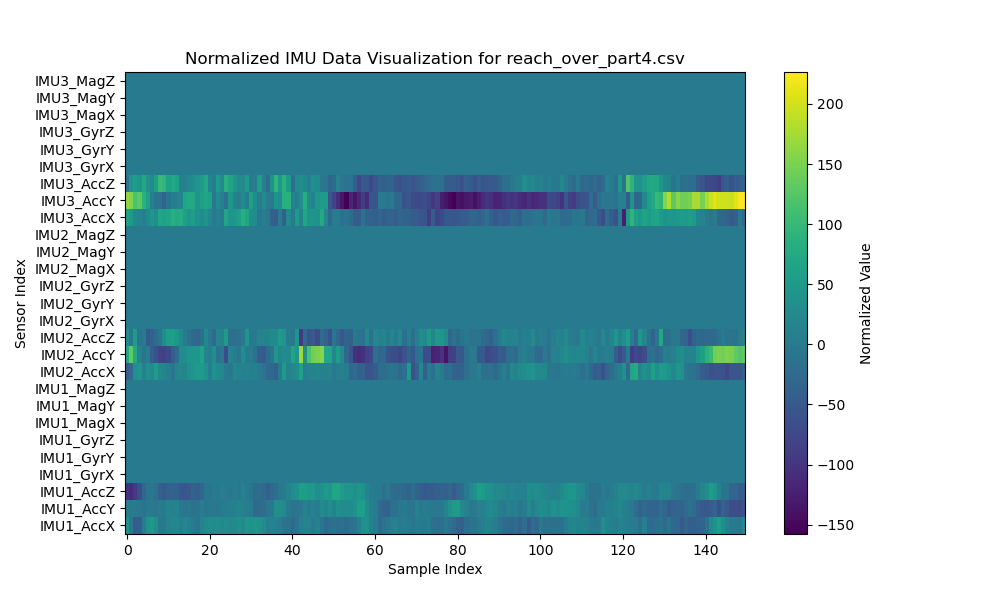 Normalized IMU Data Visualization for reach_over_part4.csv
IMU3_MagZ
IMU3_MagY
IMU3_MagX
IMU3_GyrZ
IMU3_GyrY
IMU3_GyrX
IMU3_AccZ
IMU3_AccY
IMU3_AccX
IMU2_MagZ
IMU2_MagY
IMU2_MagX
IMU2_GyrZ
IMU2_GyrY
IMU2_GyrX
IMU2_AccZ
IMU2_AccY
IMU2_AccX
IMU1_MagZ
IMU1_MagY
IMU1_MagX
IMU1_GyrZ
IMU1_GyrY
IMU1_GyrX
IMU1_AccZ
IMU1_AccY
IMU1_AccX
Sensor Index
0 20 40 60 80 100 120 140
Sample Index
200
150
100
50
0
−50
−100
−150
Normalized Value